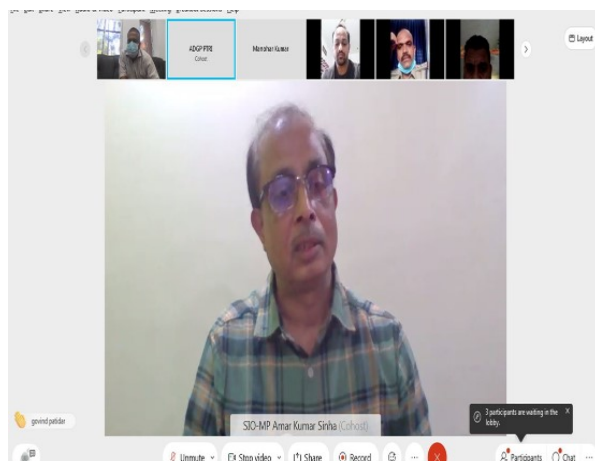 Layout
ADGP PTRI
Cohost
Manohar Kumar
govind patidar
SIO-MP Amar Kumar Sinha (Cohost)
3 participants are waiting in the
lobby.
X
Unmute
Stop video
Share
Record
...
X
Participants
Chat
...